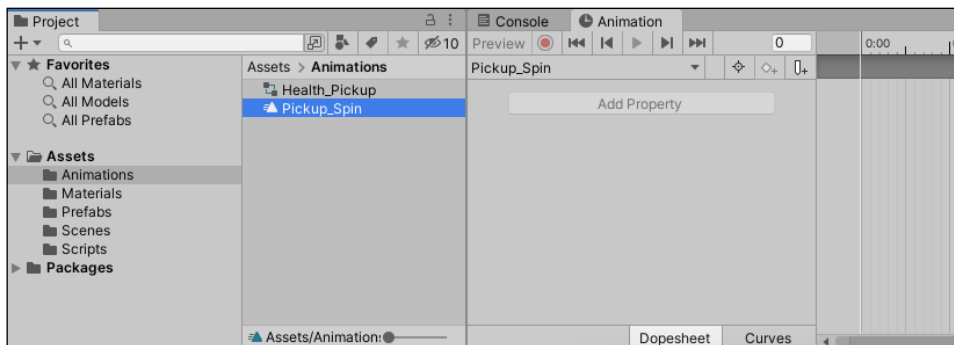 Project
10
Favorites
All Materials
All Models
All Prefabs
Assets
Animations
Materials
Prefabs
Scenes
Scripts
Packages
Assets > Animations
Health_Pickup
Pickup_Spin
Assets/Animation:
Console
Animation
Preview
0
0:00
Pickup_Spin
Add Property
Dopesheet
Curves